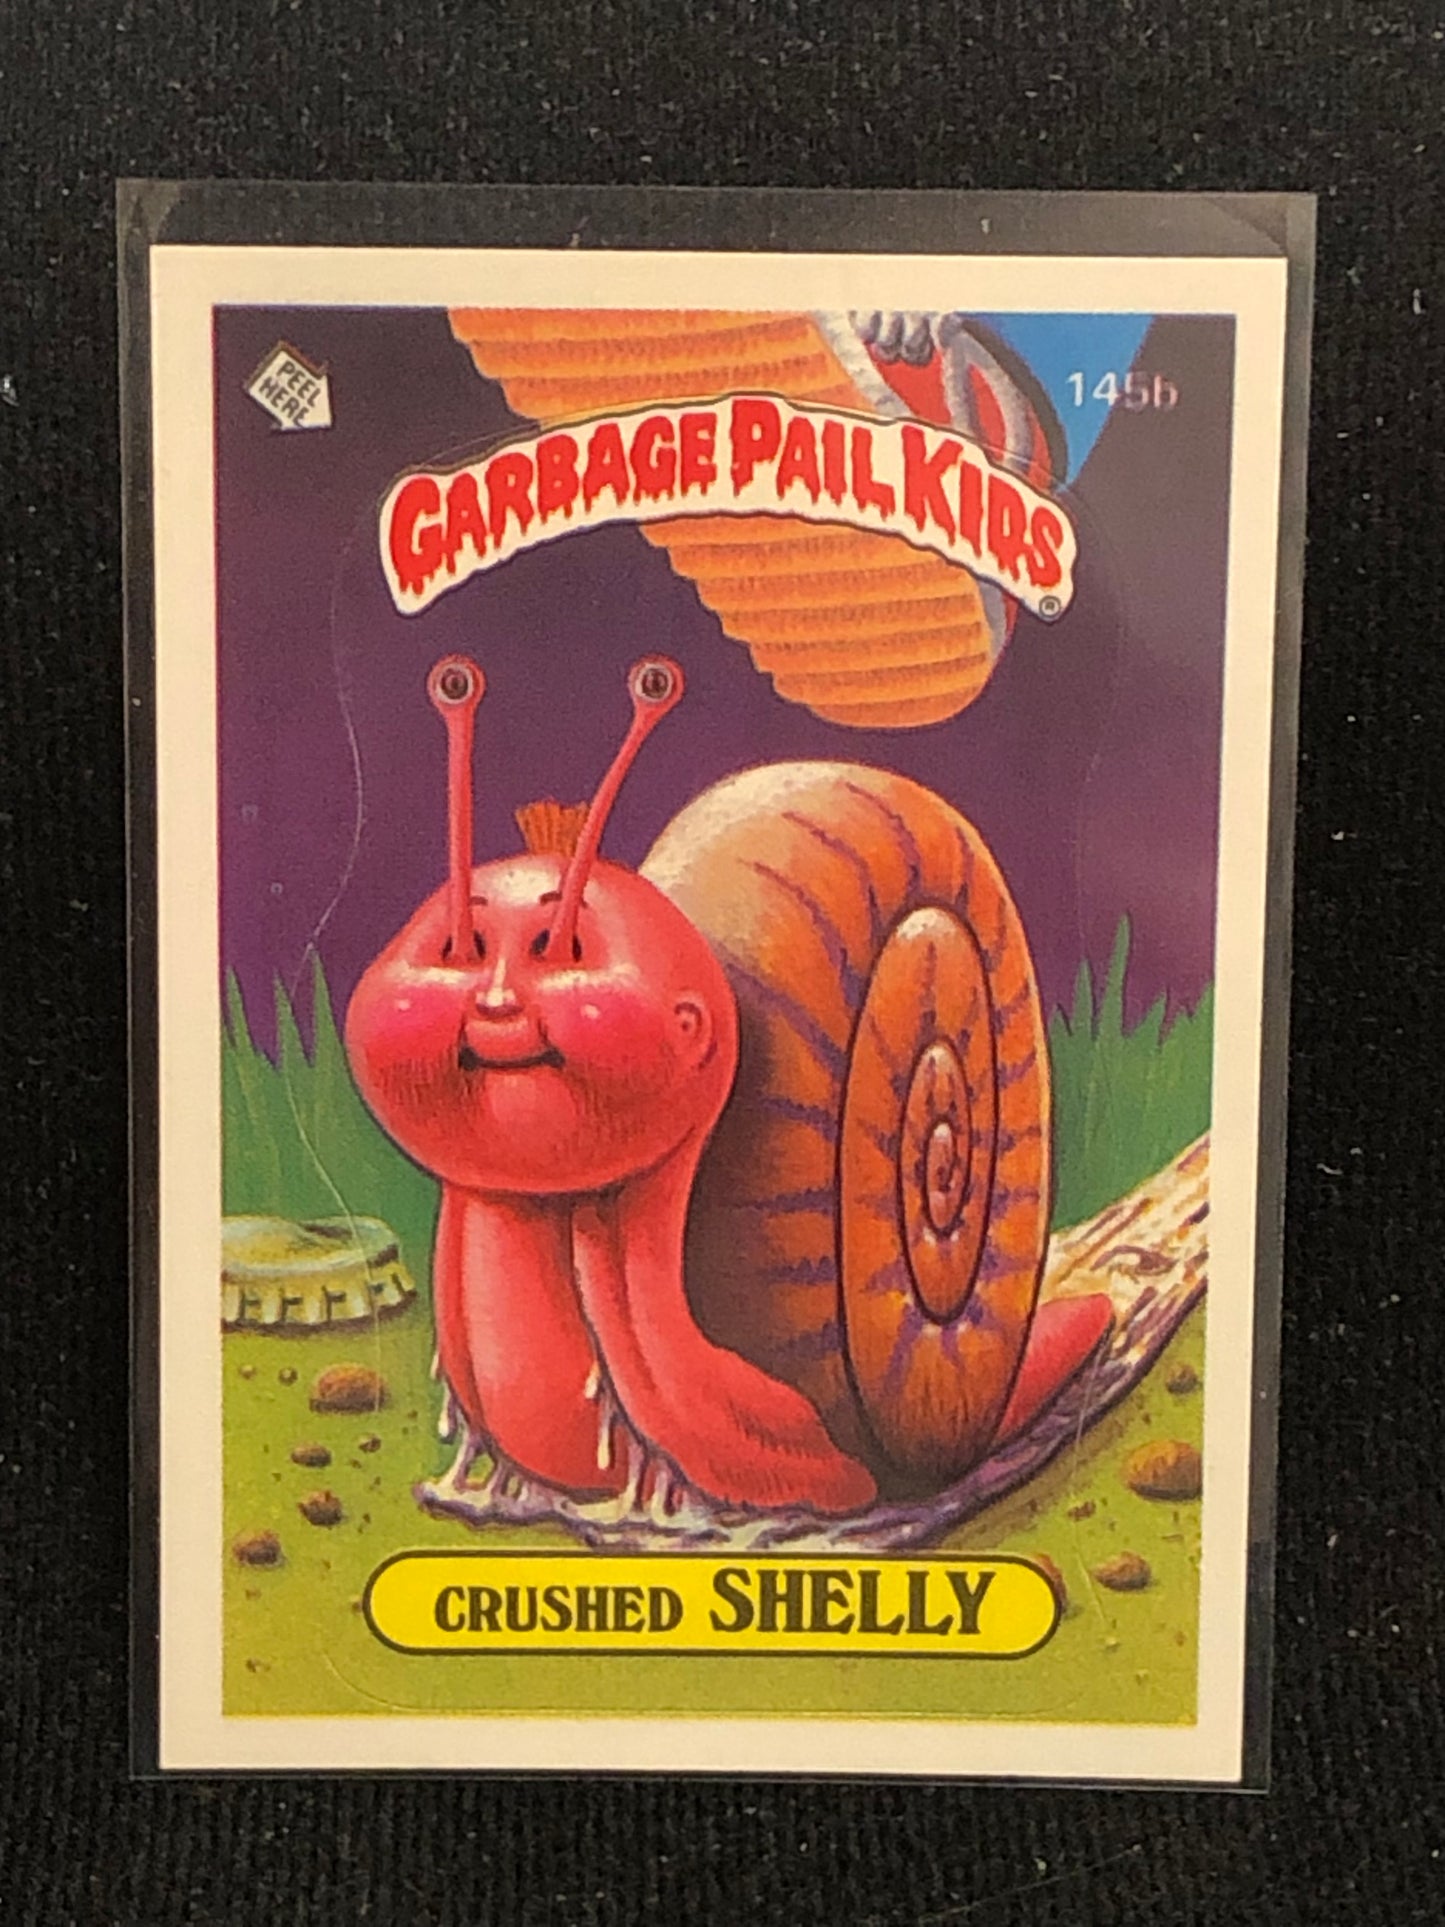 PEEL
HERE
145b
GARBAGE PAIL KIDS
®
CRUSHED SHELLY